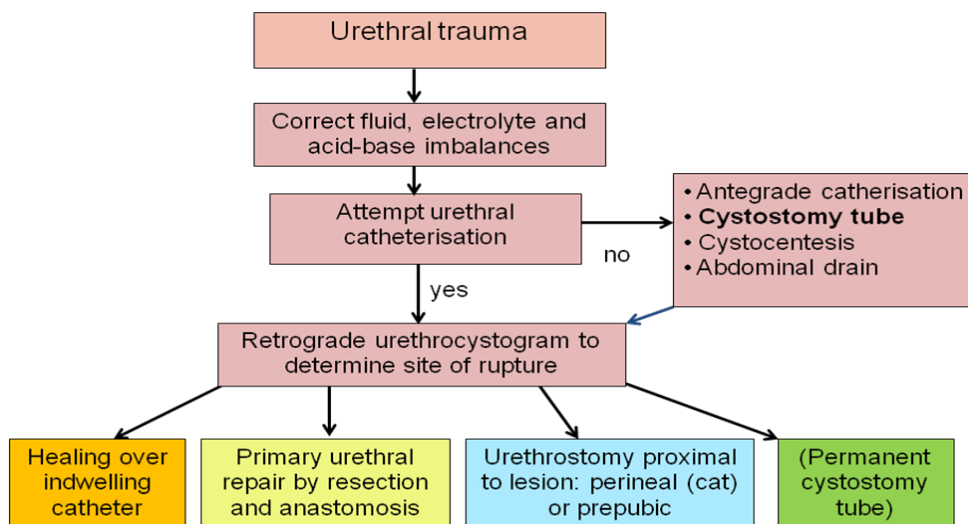 Urethral trauma
Correct fluid, electrolyte and
acid-base imbalances
Attempt urethral
catheterisation
no
• Antegrade catherisation
• Cystostomy tube
• Cystocentesis
• Abdominal drain
yes
Retrograde urethrocystogram to
determine site of rupture
Healing over
indwelling
catheter
Primary urethral
repair by resection
and anastomosis
Urethrostomy proximal
to lesion: perineal (cat)
or prepubic
(Permanent
cystostomy
tube)